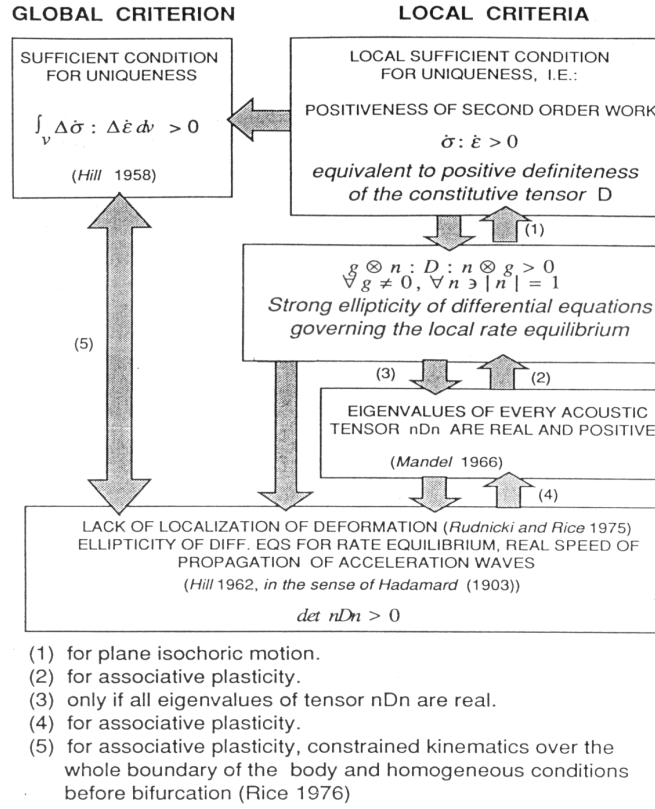 GLOBAL CRITERION
LOCAL CRITERIA
SUFFICIENT CONDITION
FOR UNIQUENESS
∫_v Δσ̇ : Δε̇ dv > 0
(Hill 1958)
LOCAL SUFFICIENT CONDITION
FOR UNIQUENESS, I.E.:
POSITIVENESS OF SECOND ORDER WORK
σ̇ : ε̇ > 0
equivalent to positive definiteness
of the constitutive tensor D
(1)
g ⊗ n : D : n ⊗ g > 0
∀ g ≠ 0, ∀ n ∋ | n | = 1
Strong ellipticity of differential equations
governing the local rate equilibrium
(5)
(3)
(2)
EIGENVALUES OF EVERY ACOUSTIC
TENSOR nDn ARE REAL AND POSITIVE
(Mandel 1966)
(4)
LACK OF LOCALIZATION OF DEFORMATION (Rudnicki and Rice 1975)
ELLIPTICITY OF DIFF. EQS FOR RATE EQUILIBRIUM, REAL SPEED OF
PROPAGATION OF ACCELERATION WAVES
(Hill 1962, in the sense of Hadamard (1903))
det nDn > 0
(1) for plane isochoric motion.
(2) for associative plasticity.
(3) only if all eigenvalues of tensor nDn are real.
(4) for associative plasticity.
(5) for associative plasticity, constrained kinematics over the
whole boundary of the body and homogeneous conditions
before bifurcation (Rice 1976)